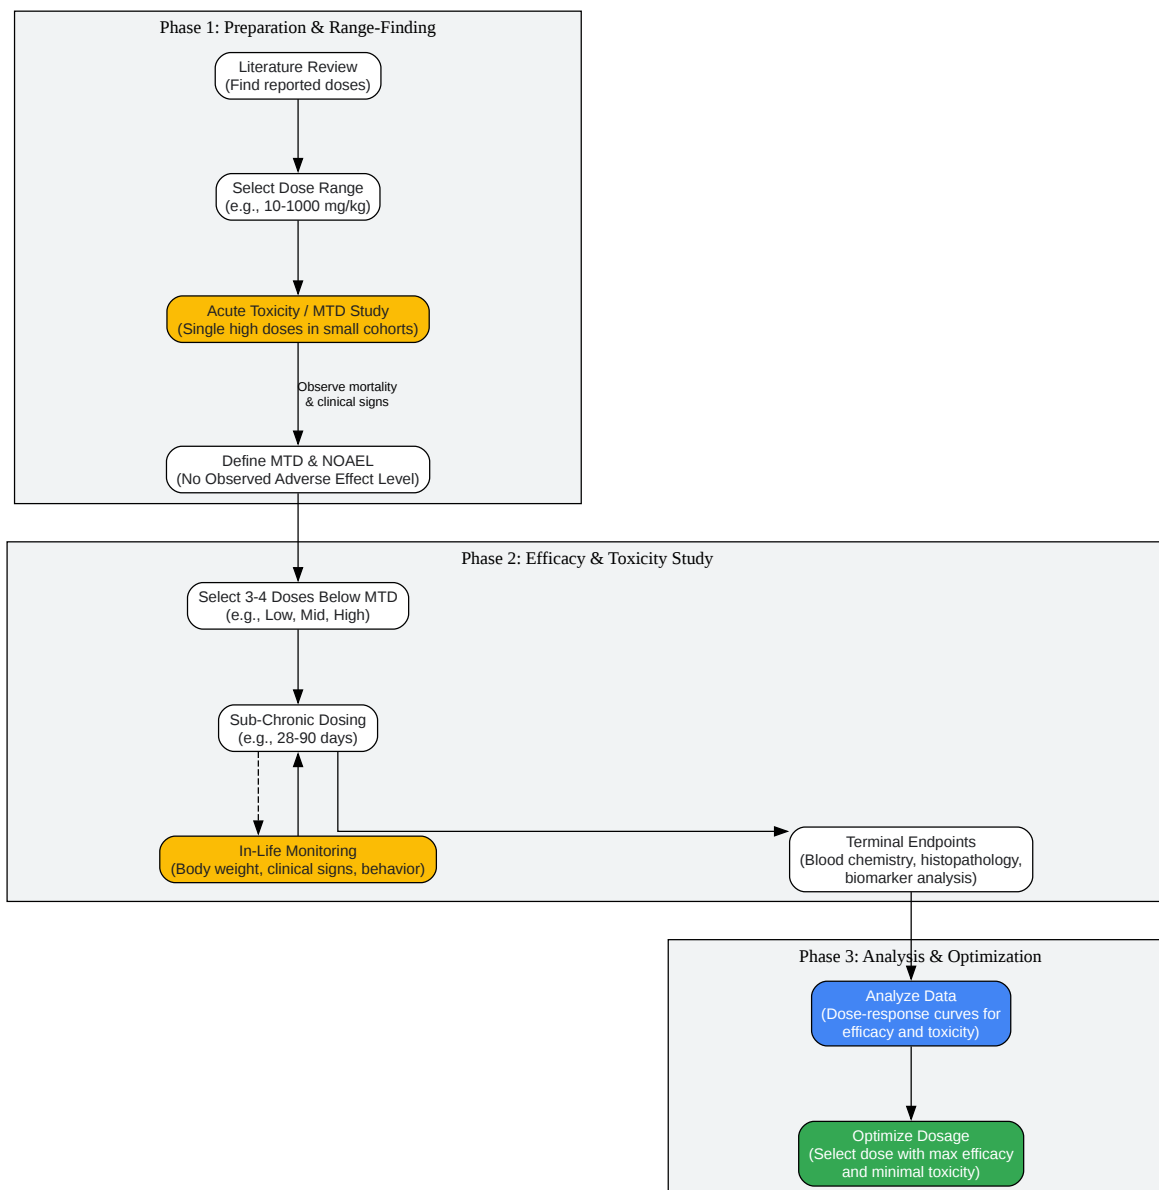 Phase 1: Preparation & Range-Finding
Literature Review
(Find reported doses)
Select Dose Range
(e.g., 10-1000 mg/kg)
Acute Toxicity / MTD Study
(Single high doses in small cohorts)
Observe mortality
& clinical signs
Define MTD & NOAEL
(No Observed Adverse Effect Level)
Phase 2: Efficacy & Toxicity Study
Select 3-4 Doses Below MTD
(e.g., Low, Mid, High)
Sub-Chronic Dosing
(e.g., 28-90 days)
In-Life Monitoring
(Body weight, clinical signs, behavior)
Terminal Endpoints
(Blood chemistry, histopathology,
biomarker analysis)
Phase 3: Analysis & Optimization
Analyze Data
(Dose-response curves for
efficacy and toxicity)
Optimize Dosage
(Select dose with max efficacy
and minimal toxicity)